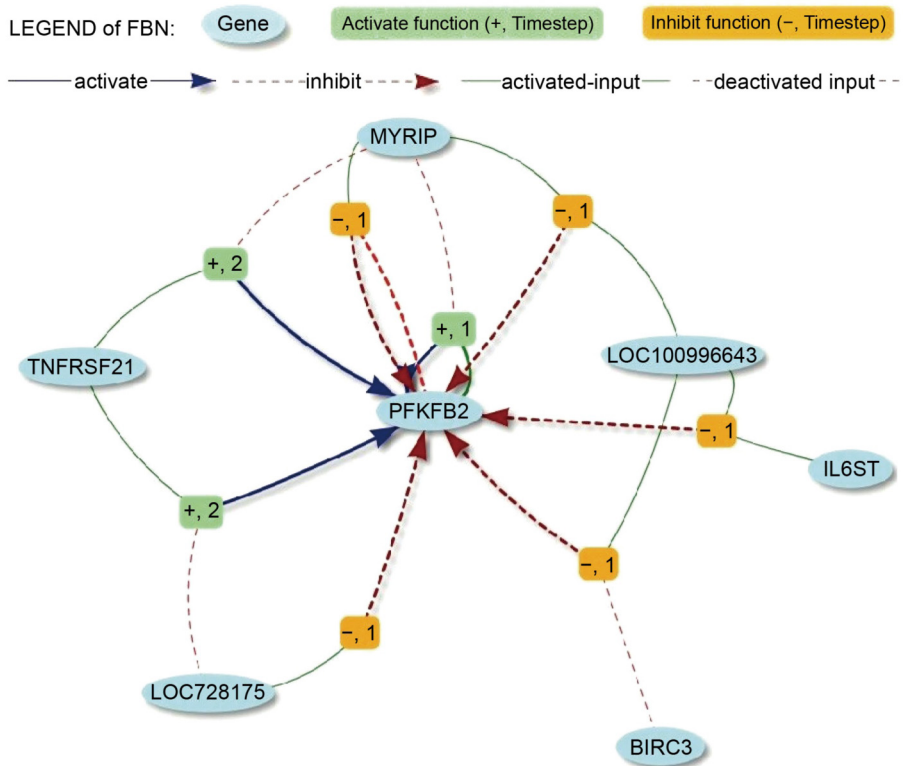 LEGEND of FBN: Gene Activate function (+, Timestep) Inhibit function (−, Timestep)
activate inhibit activated-input deactivated input
MYRIP
−, 1 −, 1
+, 2
+, 1
TNFRSF21 LOC100996643
PFKFB2
−, 1
IL6ST
+, 2
−, 1
−, 1
LOC728175
BIRC3